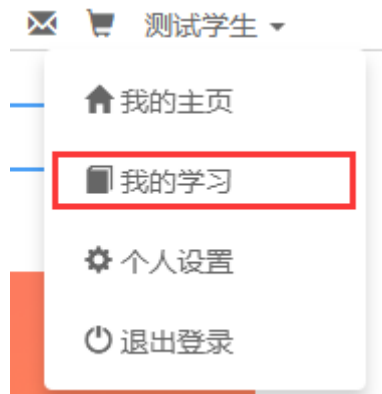 测试学生
我的主页
我的学习
个人设置
退出登录